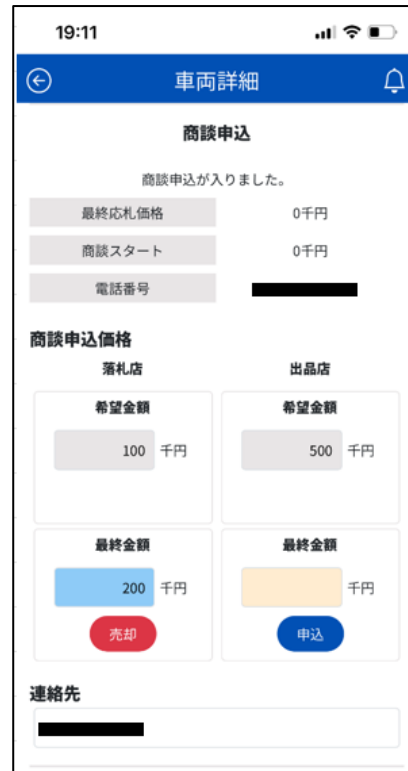 19:11
車両詳細
商談申込
商談申込が入りました。
最終応札価格 0千円
商談スタート 0千円
電話番号
商談申込価格
落札店 出品店
希望金額 希望金額
100 千円 500 千円
最終金額 最終金額
200 千円 千円
売却 申込
連絡先